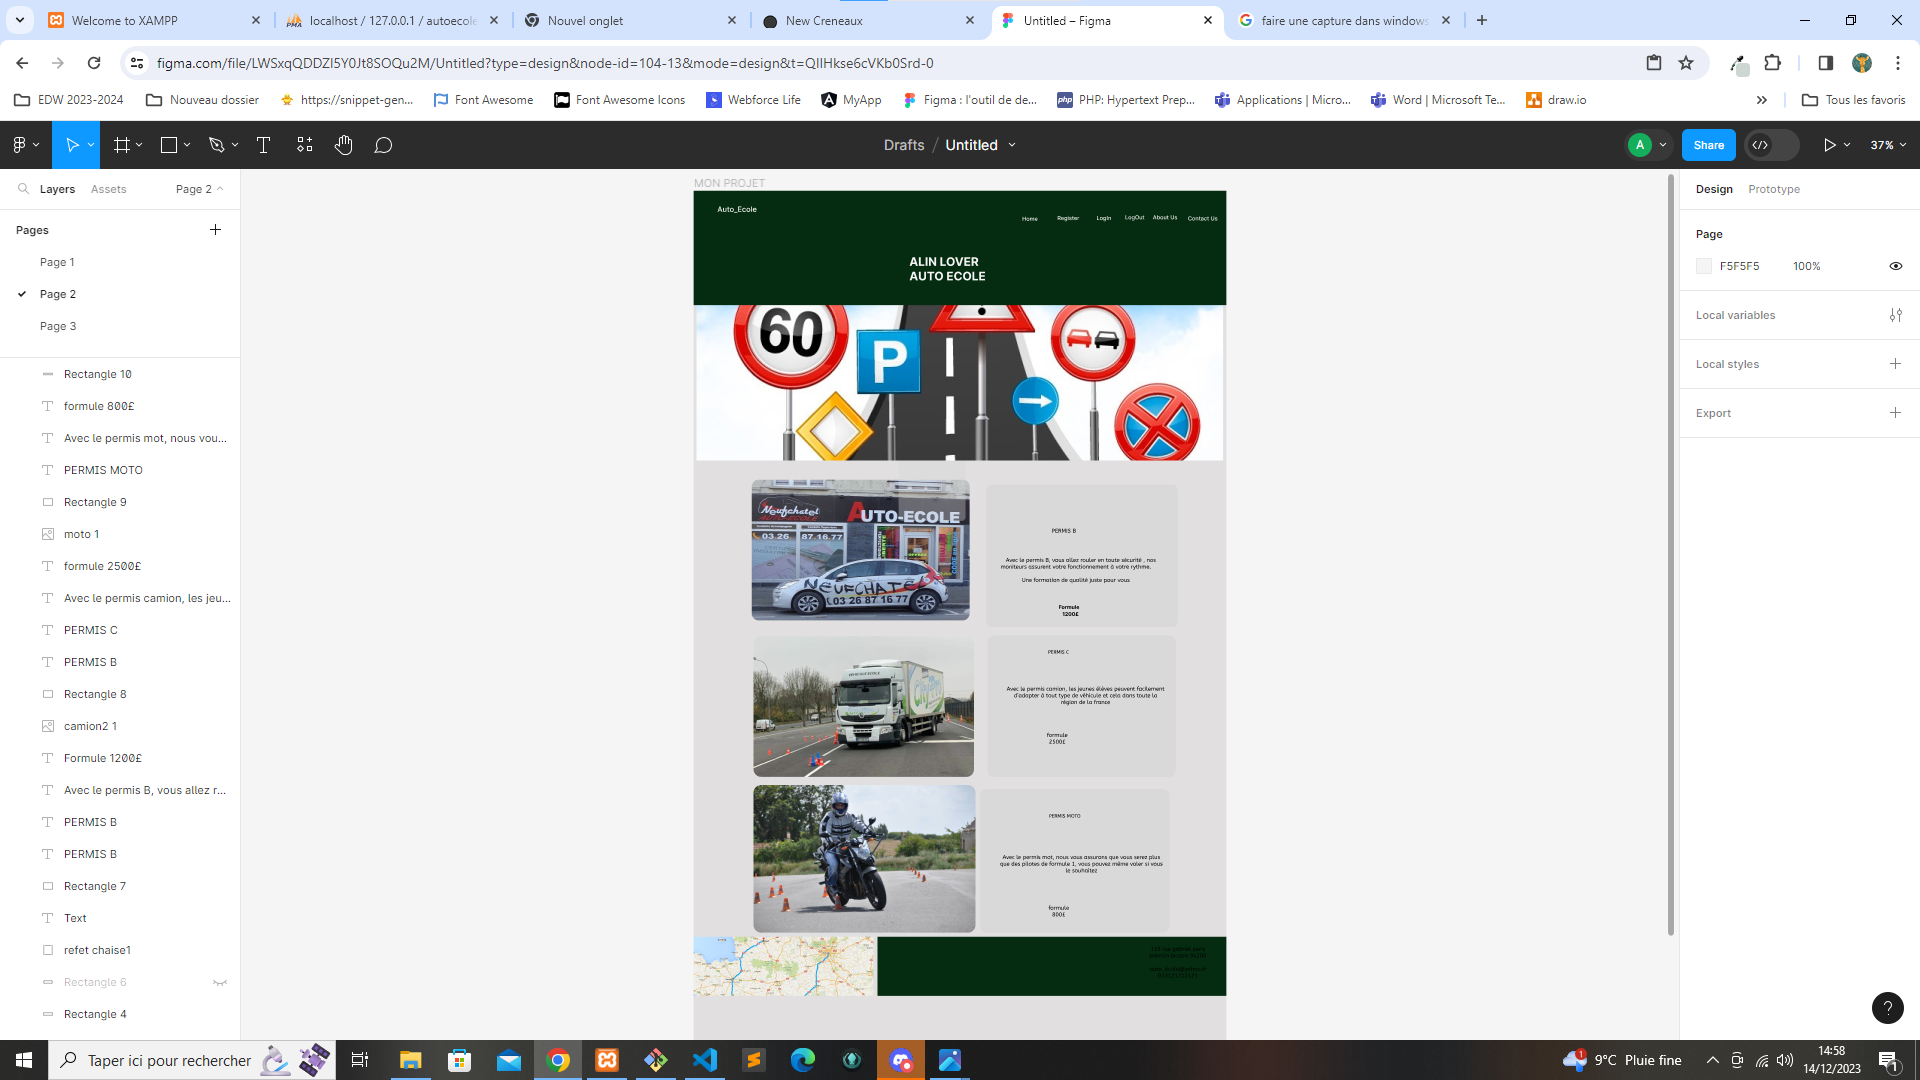 Welcome to XAMPP
localhost / 127.0.0.1 / autoecole
Nouvel onglet
New Creneaux
Untitled – Figma
faire une capture dans windows
figma.com/file/LWSxqQDDZI5Y0Jt8SOQu2M/Untitled?type=design&node-id=104-13&mode=design&t=QIIHkse6cVKb0Srd-0
EDW 2023-2024
Nouveau dossier
https://snippet-gen...
Font Awesome
Font Awesome Icons
Webforce Life
MyApp
Figma : l'outil de de...
PHP: Hypertext Prep...
Applications | Micro...
Word | Microsoft Te...
draw.io
Tous les favoris
Drafts / Untitled
A
Share
37%
Layers
Assets
Page 2
Pages
Page 1
Page 2
Page 3
Rectangle 10
formule 800£
Avec le permis mot, nous vou...
PERMIS MOTO
Rectangle 9
moto 1
formule 2500£
Avec le permis camion, les jeu...
PERMIS C
PERMIS B
Rectangle 8
camion2 1
Formule 1200£
Avec le permis B, vous allez r...
PERMIS B
PERMIS B
Rectangle 7
Text
refet chaise1
Rectangle 6
Rectangle 4
MON PROJET
Auto_Ecole
Home
Register
LogIn
LogOut
About Us
Contact Us
ALIN LOVER
AUTO ECOLE
60
P
Neufchatel
AUTO-ECOLE
03 26 87.16.77
NEUFCHATEL
03 26 87 16 77
PERMIS B
Avec le permis B, vous allez rouler en toute sécurité , nos
moniteurs assurent votre fonctionnement à votre rythme.
Une formation de qualité juste pour vous
Formule
1200£
PERMIS C
Avec le permis camion, les jeunes élèves peuvent facilement
d'adapter à tout type de véhicule et cela dans toute la
région de la france
formule
2500£
PERMIS MOTO
Avec le permis mot, nous vous assurons que vous serez plus
que des pilotes de formule 1, vous pouvez même voler si vous
le souhaitez
formule
800£
Design
Prototype
Page
F5F5F5
100%
Local variables
Local styles
Export
?
Taper ici pour rechercher
1
9°C Pluie fine
14:58
14/12/2023
1